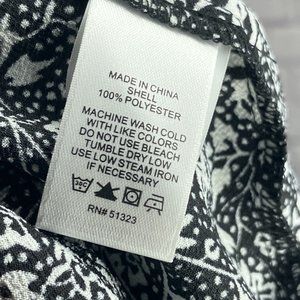 MADE IN CHINA
SHELL
100% POLYESTER
MACHINE WASH COLD
WITH LIKE COLORS
DO NOT USE BLEACH
TUMBLE DRY LOW
USE LOW STEAM IRON
IF NECESSARY
30C
RN# 51323